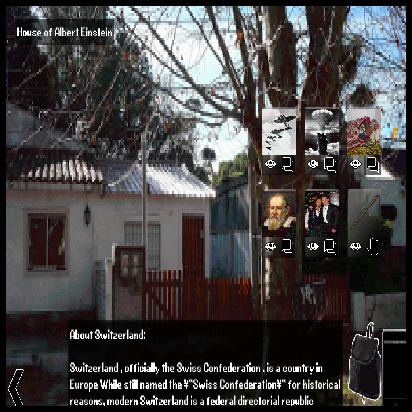 House of Albert Einstein
About Switzerland:
Switzerland, officially the Swiss Confederation, is a country in
Europe While still named the ¥"Swiss Confederation¥" for historical
reasons, modern Switzerland is a federal directorial republic